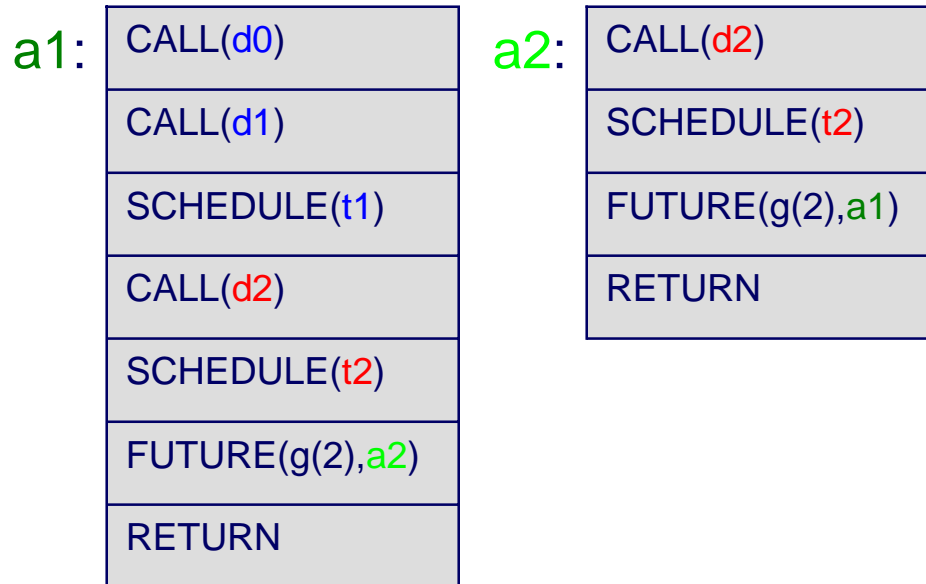 a1:
CALL(d0)
CALL(d1)
SCHEDULE(t1)
CALL(d2)
SCHEDULE(t2)
FUTURE(g(2),a2)
RETURN
a2:
CALL(d2)
SCHEDULE(t2)
FUTURE(g(2),a1)
RETURN